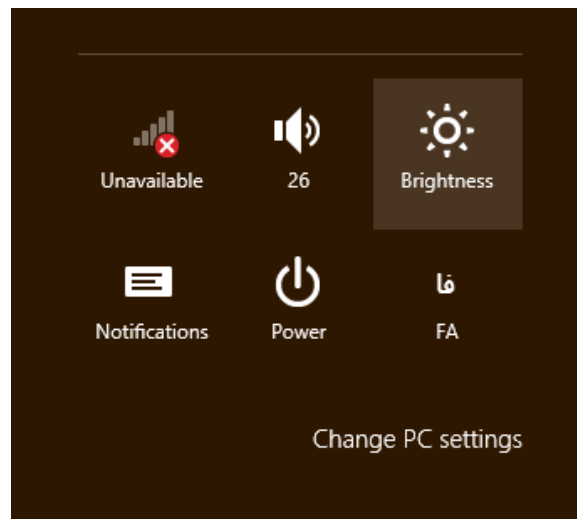 Unavailable
26
Brightness
فا
Notifications
Power
FA
Change PC settings